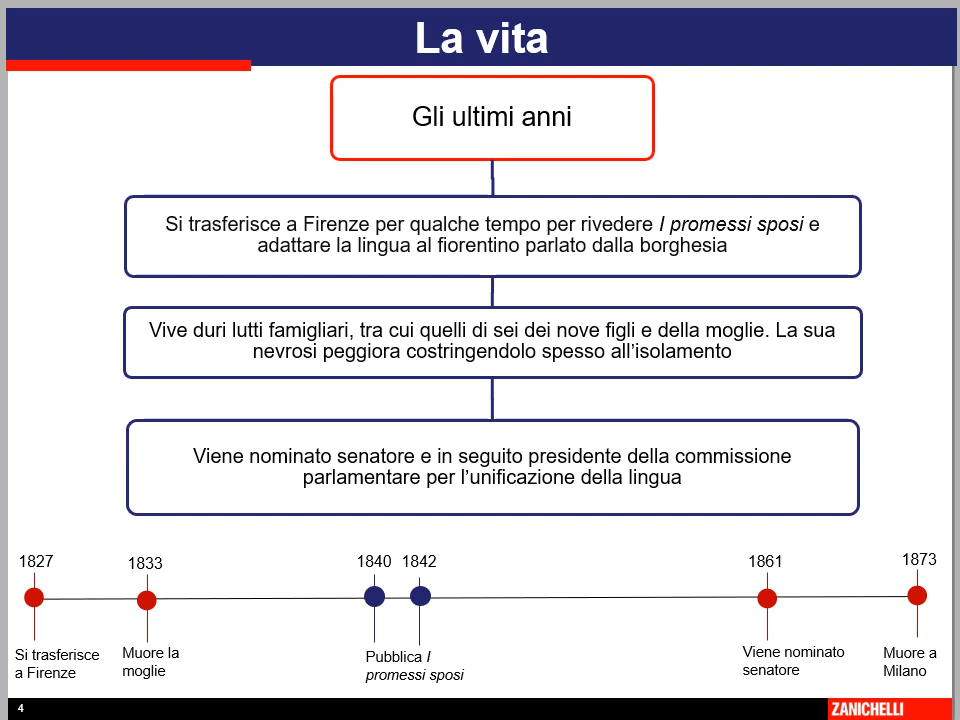 La vita
Gli ultimi anni
Si trasferisce a Firenze per qualche tempo per rivedere I promessi sposi e
adattare la lingua al fiorentino parlato dalla borghesia
Vive duri lutti famigliari, tra cui quelli di sei dei nove figli e della moglie. La sua
nevrosi peggiora costringendolo spesso all’isolamento
Viene nominato senatore e in seguito presidente della commissione
parlamentare per l’unificazione della lingua
1827
1833
1840
1842
1861
1873
Si trasferisce
a Firenze
Muore la
moglie
Pubblica I
promessi sposi
Viene nominato
senatore
Muore a
Milano
4
ZANICHELLI